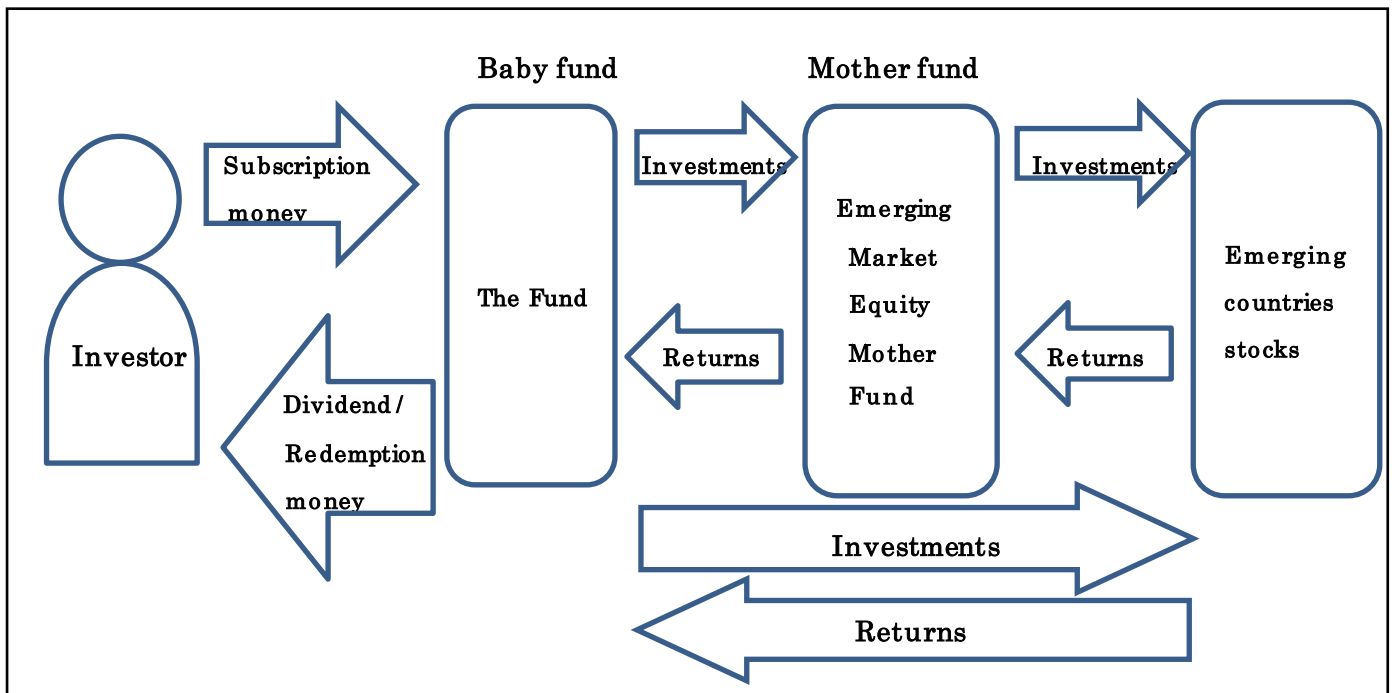 Baby fund
Mother fund
Subscription
money
Investments
Investments
Emerging
Market
Equity
Mother
Fund
The Fund
Emerging
countries
stocks
Investor
Returns
Returns
Dividend/
Redemption
money
Investments
Returns